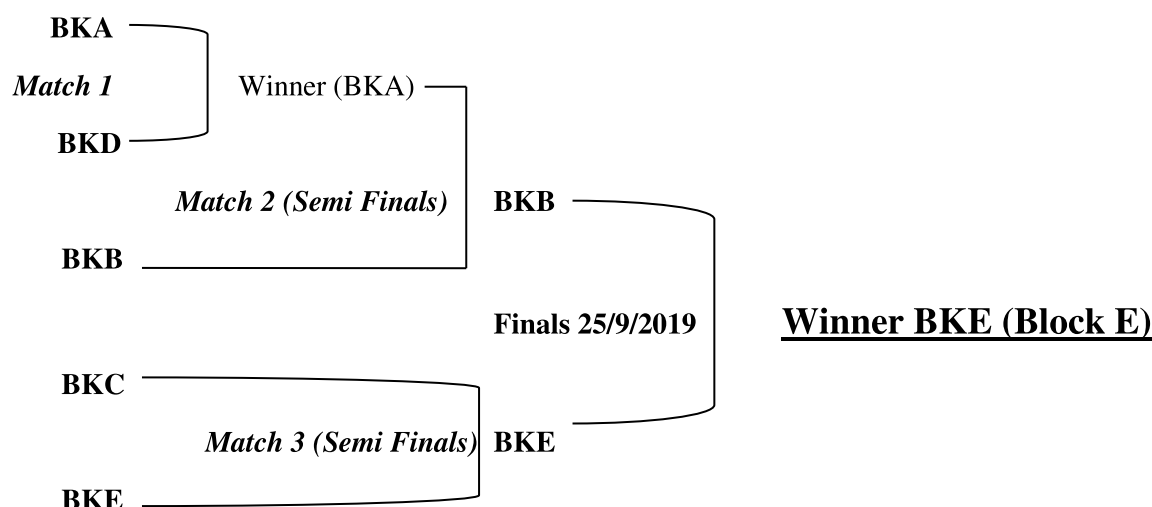 BKA
Match 1
Winner (BKA)
BKD
Match 2 (Semi Finals)
BKB
BKB
Finals 25/9/2019
Winner BKE (Block E)
BKC
Match 3 (Semi Finals)
BKE
BKE